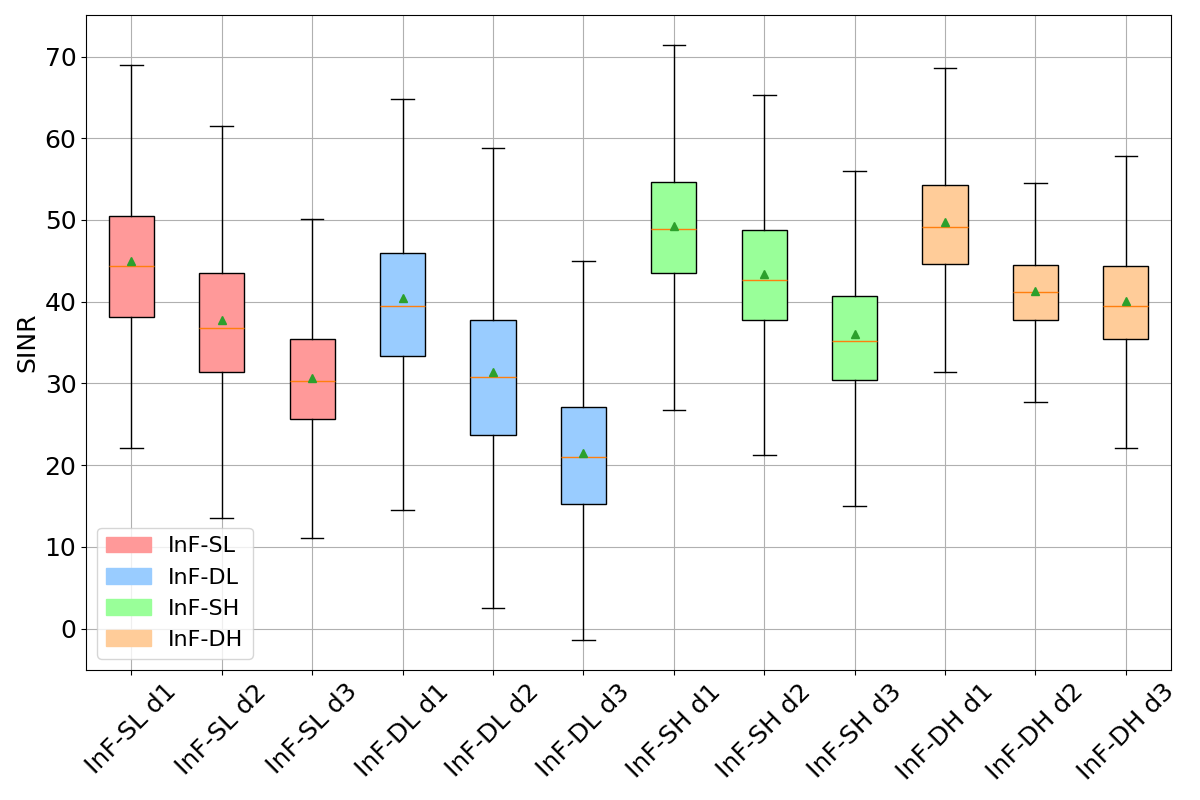 SINR
70
60
50
40
30
20
10
0
InF-SL
InF-DL
InF-SH
InF-DH
InF-SL d1
InF-SL d2
InF-SL d3
InF-DL d1
InF-DL d2
InF-DL d3
InF-SH d1
InF-SH d2
InF-SH d3
InF-DH d1
InF-DH d2
InF-DH d3